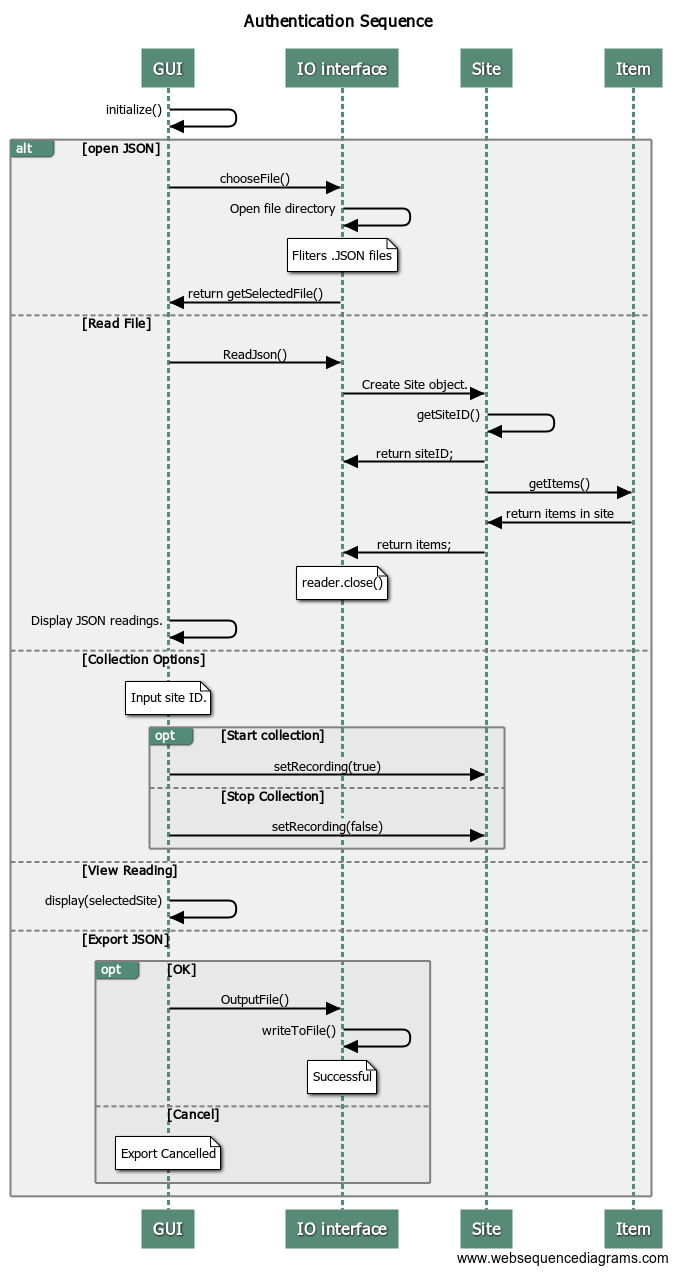 Authentication Sequence
GUI
IO interface
Site
Item
initialize()
alt
[open JSON]
chooseFile()
Open file directory
Fliters .JSON files
return getSelectedFile()
[Read File]
ReadJson()
Create Site object.
getSiteID()
return siteID;
getItems()
return items in site
return items;
reader.close()
Display JSON readings.
[Collection Options]
Input site ID.
opt
[Start collection]
setRecording(true)
[Stop Collection]
setRecording(false)
[View Reading]
display(selectedSite)
[Export JSON]
opt
[OK]
OutputFile()
writeToFile()
Successful
[Cancel]
Export Cancelled
GUI
IO interface
Site
Item
www.websequencediagrams.com